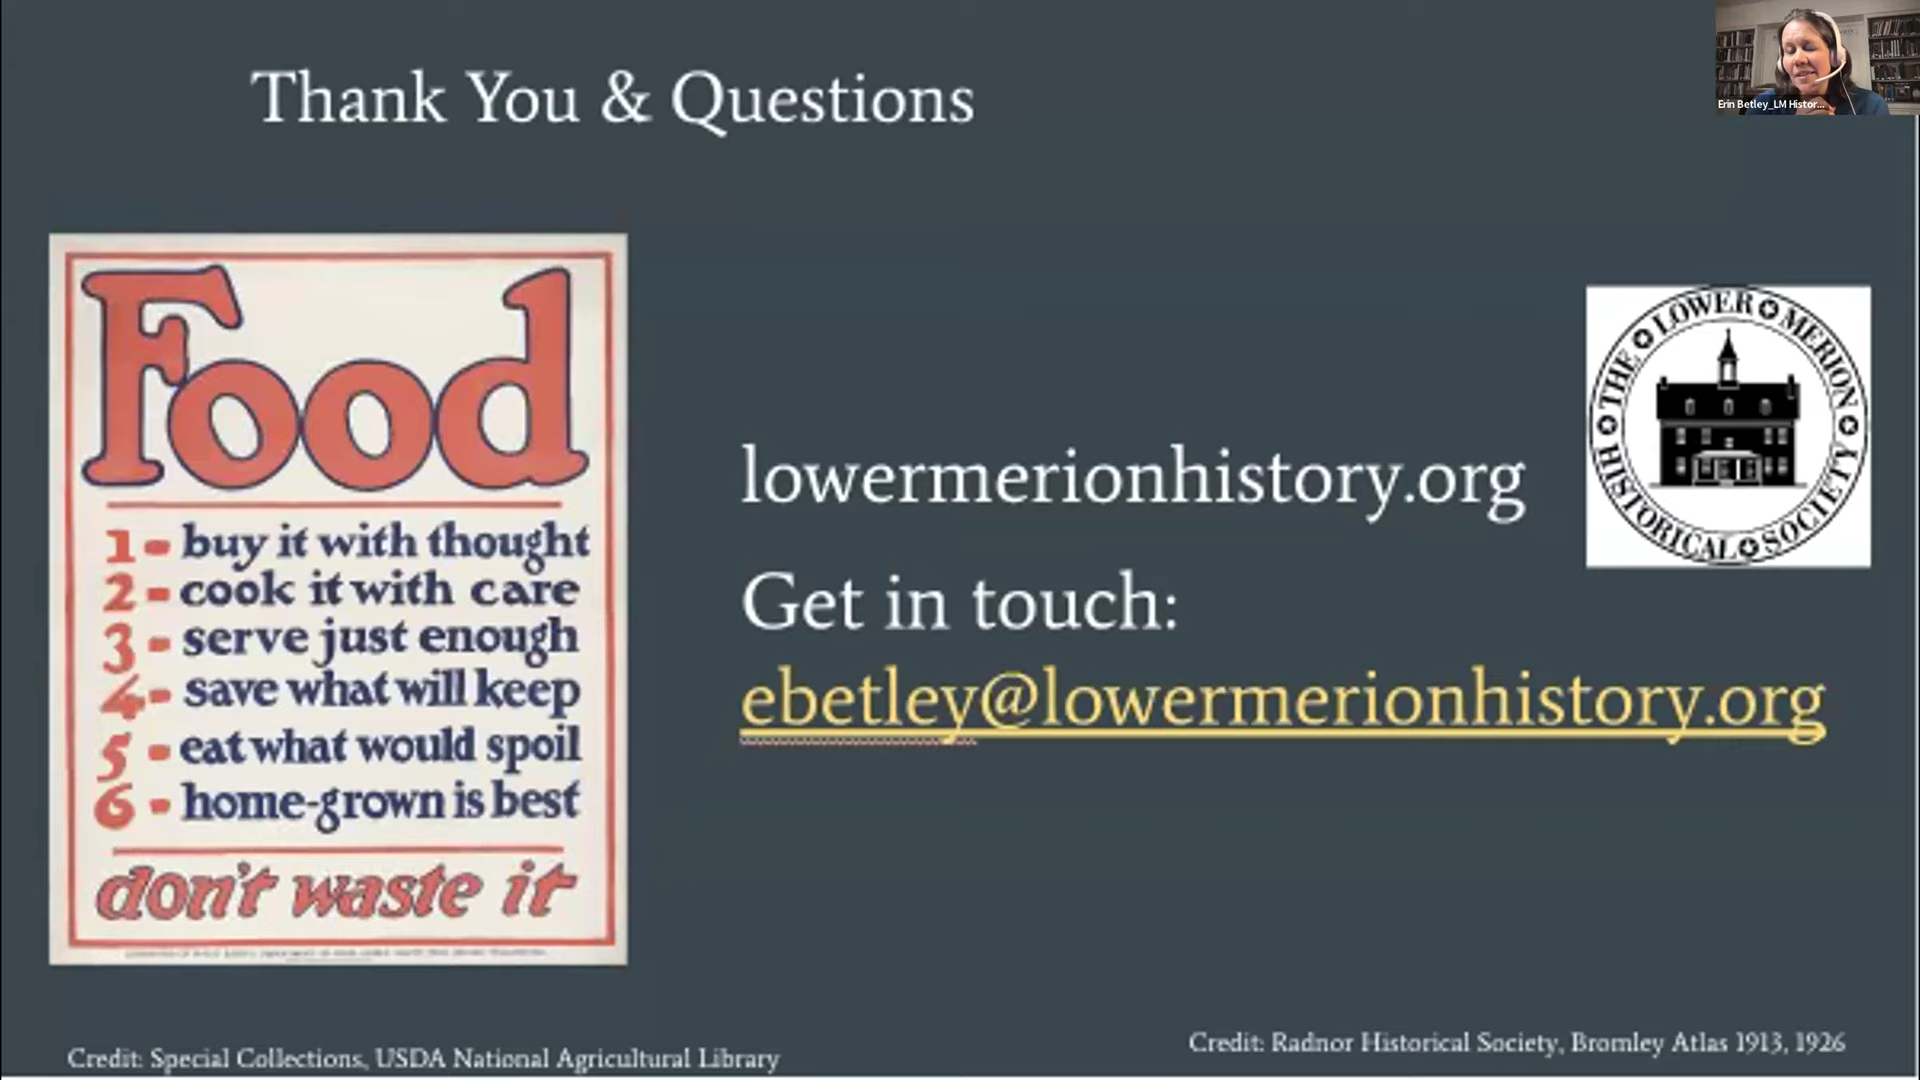 Thank You & Questions
Erin Betley_LM Histor...
Food
1 - buy it with thought
2 - cook it with care
3 - serve just enough
4 - save what will keep
5 - eat what would spoil
6 - home-grown is best
don't waste it
THE LOWER MERION HISTORICAL SOCIETY
lowermerionhistory.org
Get in touch:
ebetley@lowermerionhistory.org
Credit: Radnor Historical Society, Bromley Atlas 1913, 1926
Credit: Special Collections, USDA National Agricultural Library